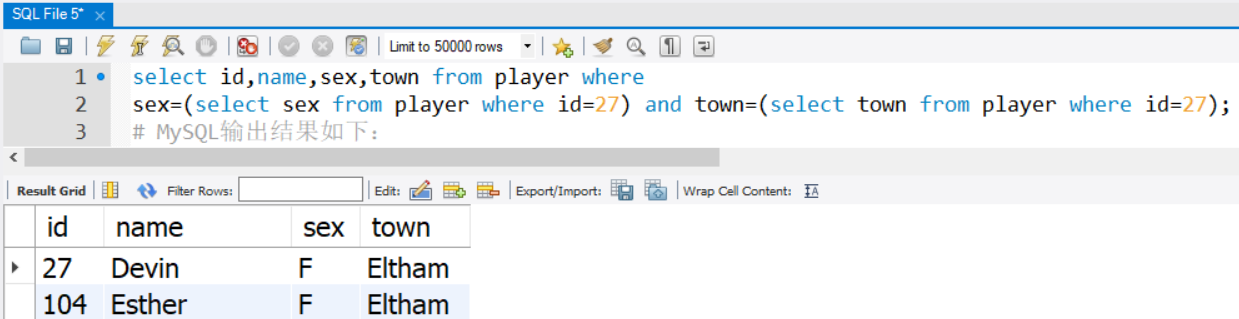 SQL File 5* ×
Limit to 50000 rows
1 select id,name,sex,town from player where
2 sex=(select sex from player where id=27) and town=(select town from player where id=27);
3 # MySQL输出结果如下：
Result Grid Filter Rows: Edit: Export/Import: Wrap Cell Content: IA
id name sex town
27 Devin F Eltham
104 Esther F Eltham